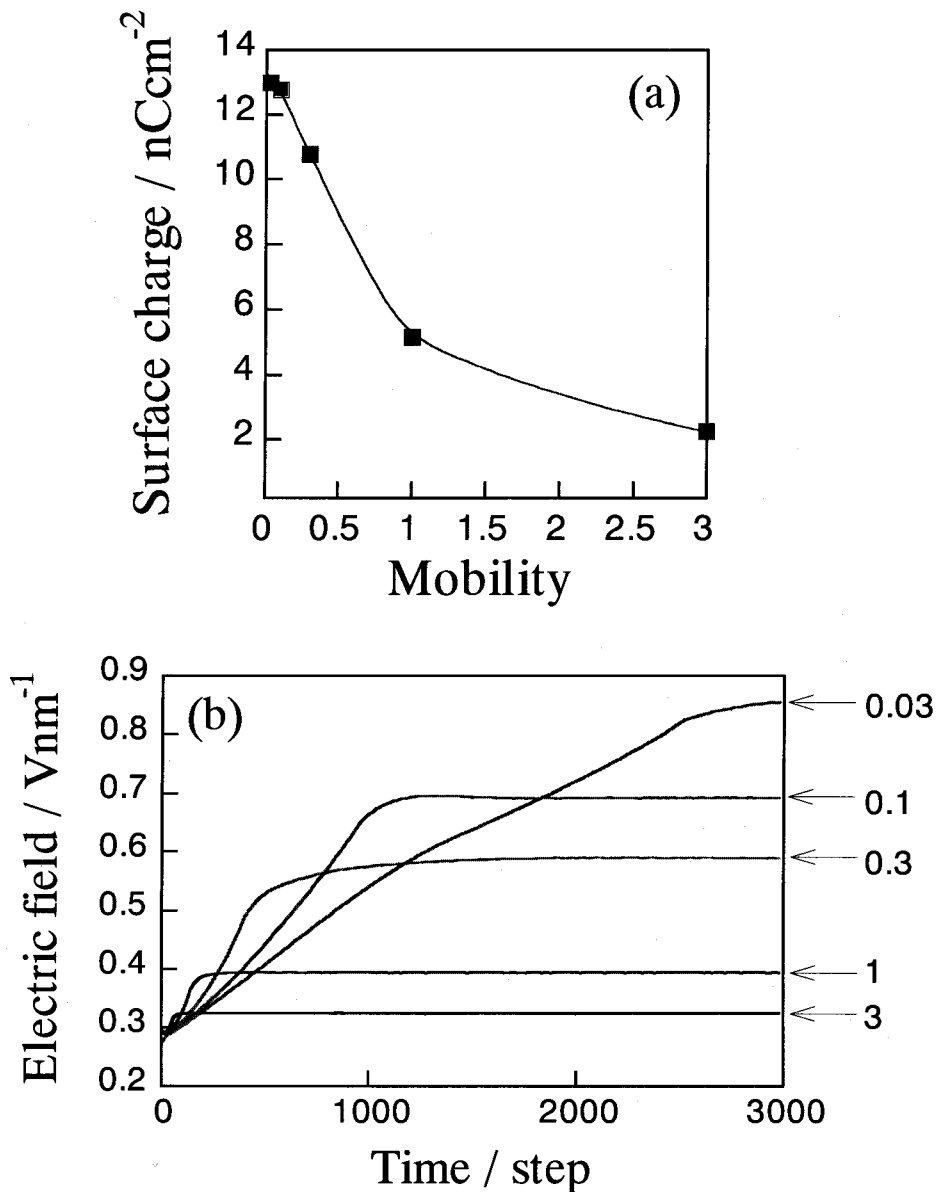 14
12
10
8
6
4
2
Surface charge / nCcm⁻²
(a)
0 0.5 1 1.5 2 2.5 3
Mobility
0.9
0.8
0.7
0.6
0.5
0.4
0.3
0.2
Electric field / Vnm⁻¹
(b)
0.03
0.1
0.3
1
3
0 1000 2000 3000
Time / step